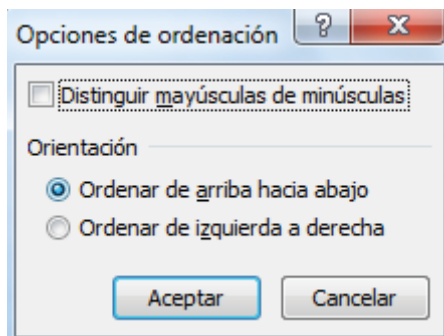 Opciones de ordenación
Distinguir mayúsculas de minúsculas
Orientación
Ordenar de arriba hacia abajo
Ordenar de izquierda a derecha
Aceptar Cancelar